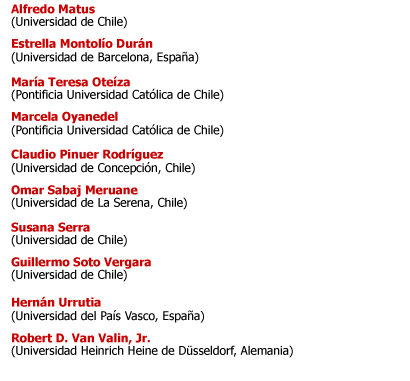 Alfredo Matus
(Universidad de Chile)
Estrella Montolío Durán
(Universidad de Barcelona, España)
María Teresa Oteíza
(Pontificia Universidad Católica de Chile)
Marcela Oyanedel
(Pontificia Universidad Católica de Chile)
Claudio Pinuer Rodríguez
(Universidad de Concepción, Chile)
Omar Sabaj Meruane
(Universidad de La Serena, Chile)
Susana Serra
(Universidad de Chile)
Guillermo Soto Vergara
(Universidad de Chile)
Hernán Urrutia
(Universidad del País Vasco, España)
Robert D. Van Valin, Jr.
(Universidad Heinrich Heine de Düsseldorf, Alemania)